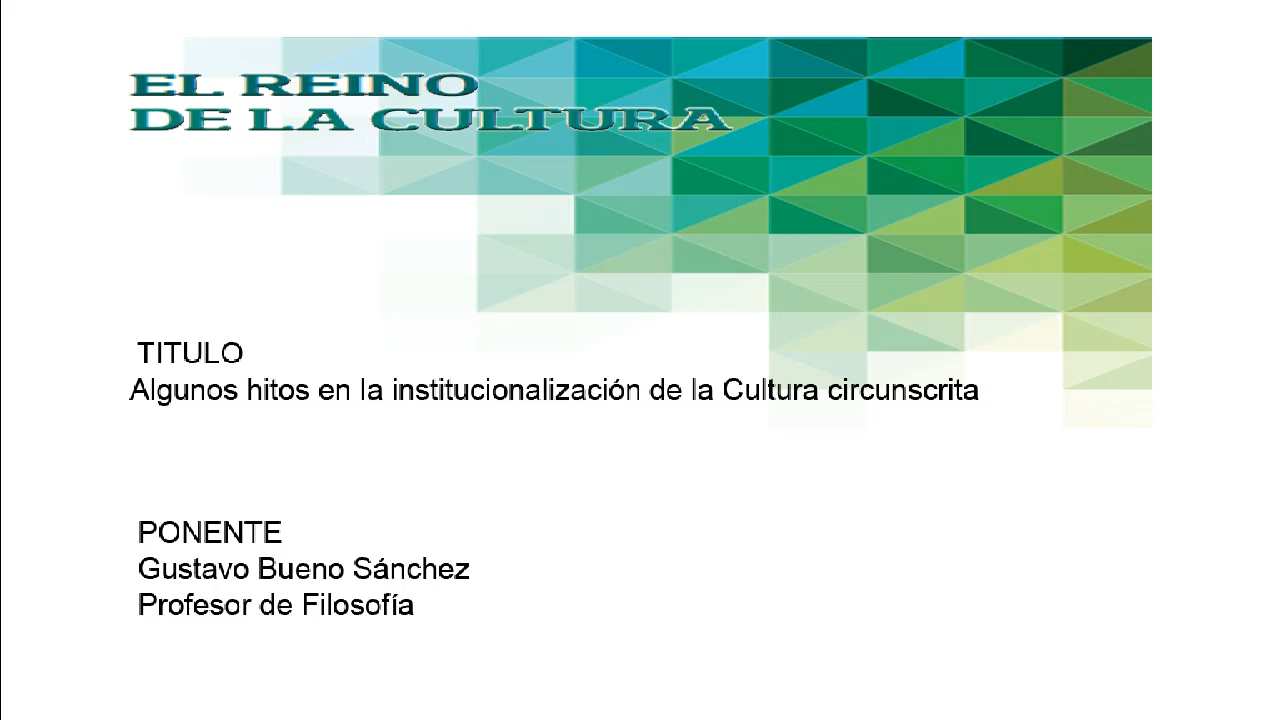 EL REINO
DE LA CULTURA
TITULO
Algunos hitos en la institucionalización de la Cultura circunscrita
PONENTE
Gustavo Bueno Sánchez
Profesor de Filosofía